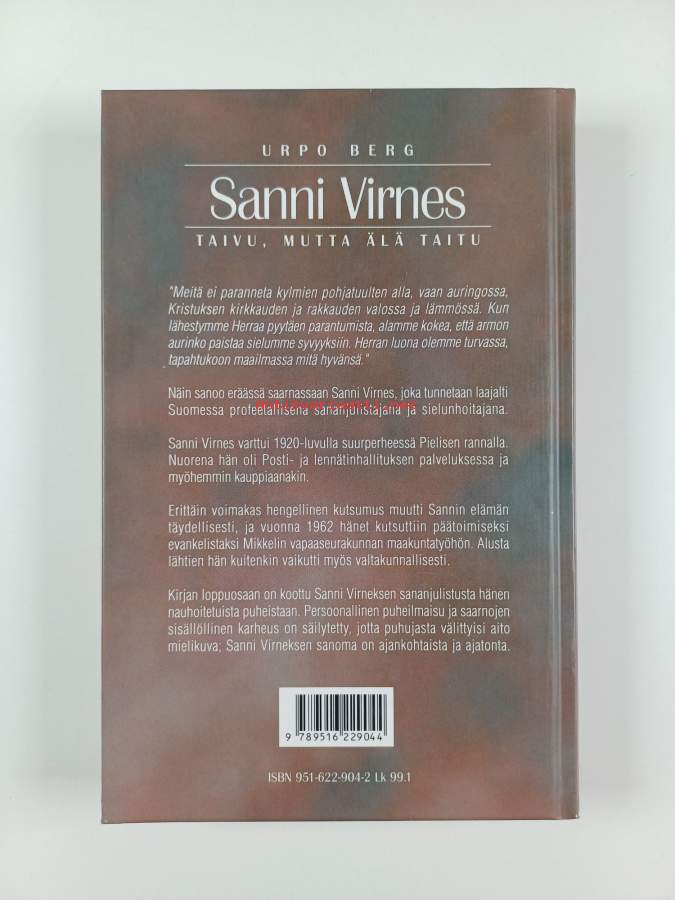 URPO BERG
Sanni Virnes
TAIVU, MUTTA ÄLÄ TAITU
"Meitä ei paranneta kylmien pohjatuulten alla, vaan auringossa,
Kristuksen kirkkauden ja rakkauden valossa ja lämmössä. Kun
lähestymme Herraa pyytäen parantumista, alamme kokea, että armon
aurinko paistaa sielumme syvyyksiin. Herran luona olemme turvassa,
tapahtukoon maailmassa mitä hyvänsä."
Näin sanoo eräässä saarnassaan Sanni Virnes, joka tunnetaan laajalti
Suomessa profeetallisena sananjulistajana ja sielunhoitajana.
Sanni Virnes varttui 1920-luvulla suurperheessä Pielisen rannalla.
Nuorena hän oli Posti- ja lennätinhallituksen palveluksessa ja
myöhemmin kauppiaanakin.
Erittäin voimakas hengellinen kutsumus muutti Sannin elämän
täydellisesti, ja vuonna 1962 hänet kutsuttiin päätoimiseksi
evankelistaksi Mikkelin vapaaseurakunnan maakuntatyöhön. Alusta
lähtien hän kuitenkin vaikutti myös valtakunnallisesti.
Kirjan loppuosaan on koottu Sanni Virneksen sananjulistusta hänen
nauhoitetuista puheistaan. Persoonallinen puheilmaisu ja saarnojen
sisällöllinen karheus on säilytetty, jotta puhujasta välittyisi aito
mielikuva; Sanni Virneksen sanoma on ajankohtaista ja ajatonta.
9 789516 229044
ISBN 951-622-904-2 Lk 99.1